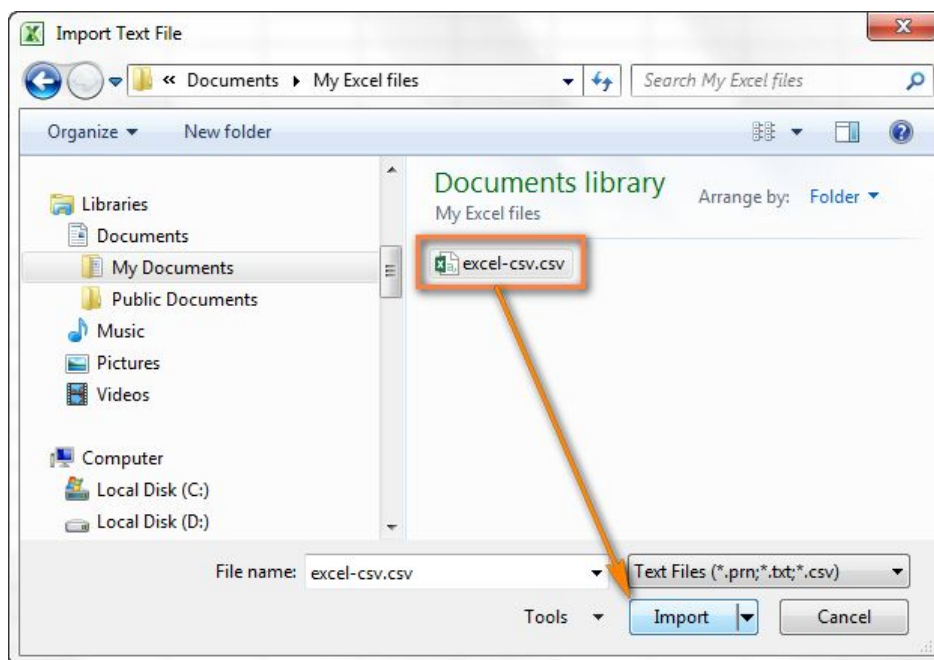 Import Text File
« Documents My Excel files
Search My Excel files
Organize New folder
Documents library
My Excel files
Arrange by: Folder
excel-csv.csv
Libraries
Documents
My Documents
Public Documents
Music
Pictures
Videos
Computer
Local Disk (C:)
Local Disk (D:)
File name: excel-csv.csv
Text Files (*.prn;*.txt;*.csv)
Tools Import Cancel